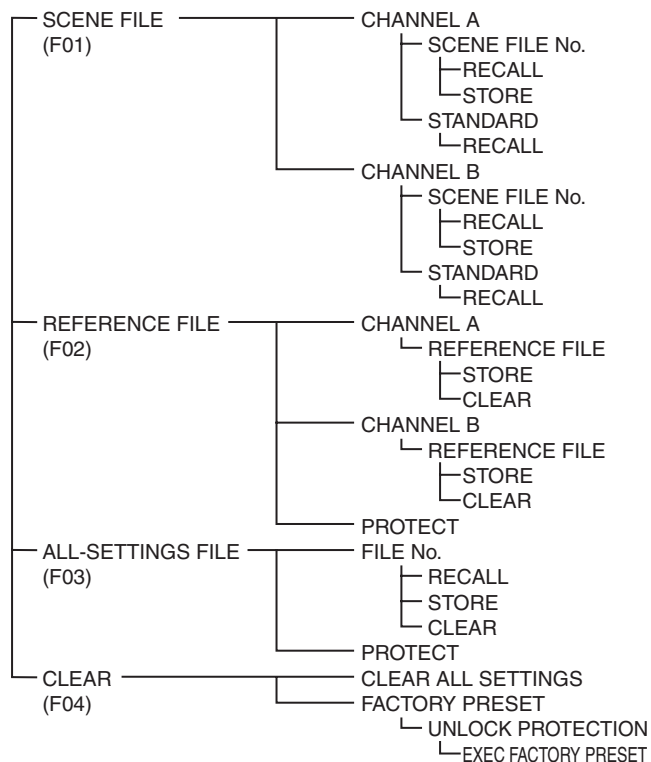 SCENE FILE
(F01)
CHANNEL A
SCENE FILE No.
RECALL
STORE
STANDARD
RECALL
CHANNEL B
SCENE FILE No.
RECALL
STORE
STANDARD
RECALL
REFERENCE FILE
(F02)
CHANNEL A
REFERENCE FILE
STORE
CLEAR
CHANNEL B
REFERENCE FILE
STORE
CLEAR
PROTECT
ALL-SETTINGS FILE
(F03)
FILE No.
RECALL
STORE
CLEAR
PROTECT
CLEAR
(F04)
CLEAR ALL SETTINGS
FACTORY PRESET
UNLOCK PROTECTION
EXEC FACTORY PRESET